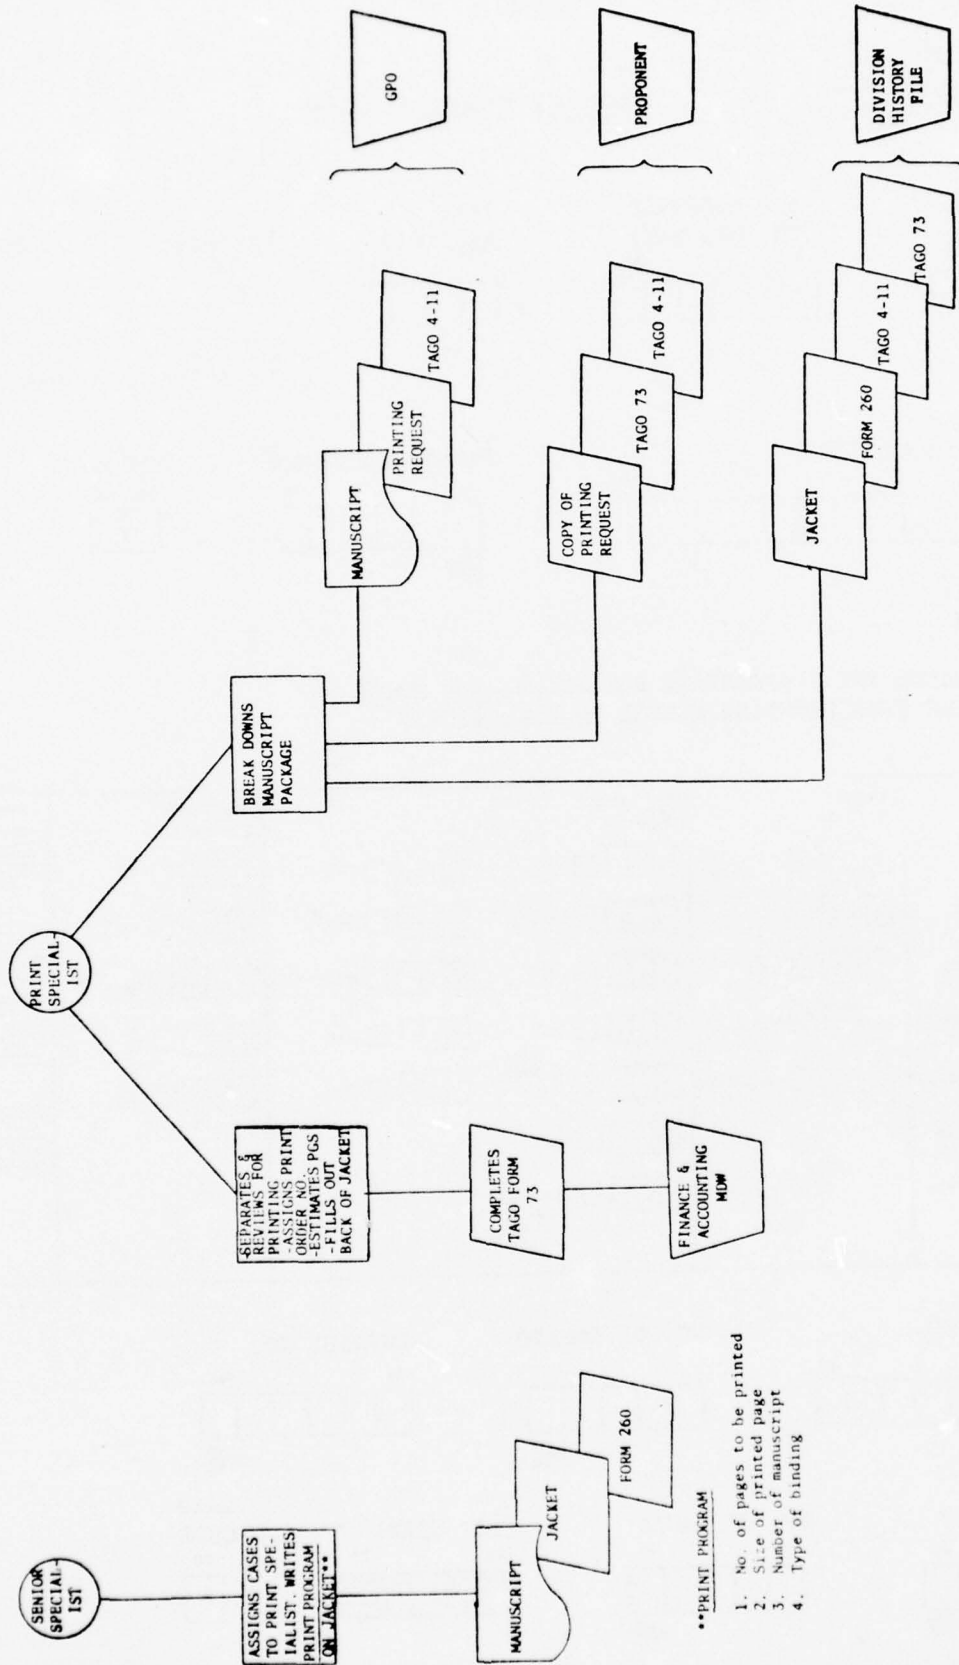 SENIOR
SPECIAL-
IST
ASSIGNS CASES
TO PRINT SPE-
IALIST. WRITES
PRINT PROGRAM
ON JACKET**
MANUSCRIPT
JACKET
FORM 260
**PRINT PROGRAM
1. No. of pages to be printed
2. Size of printed page
3. Number of manuscript
4. Type of binding
PRINT
SPECIAL-
IST
-SEPARATES &
REVIEWS FOR
PRINTING
-ASSIGNS PRINT
ORDER NO.
-ESTIMATES PGS
- FILLS OUT
BACK OF JACKET
COMPLETES
TAGO FORM
73
FINANCE &
ACCOUNTING
MDW
BREAK DOWNS
MANUSCRIPT
PACKAGE
MANUSCRIPT
PRINTING
REQUEST
TAGO 4-11
GPO
COPY OF
PRINTING
REQUEST
TAGO 73
TAGO 4-11
PROPONENT
JACKET
FORM 260
TAGO 4-11
TAGO 73
DIVISION
HISTORY
FILE